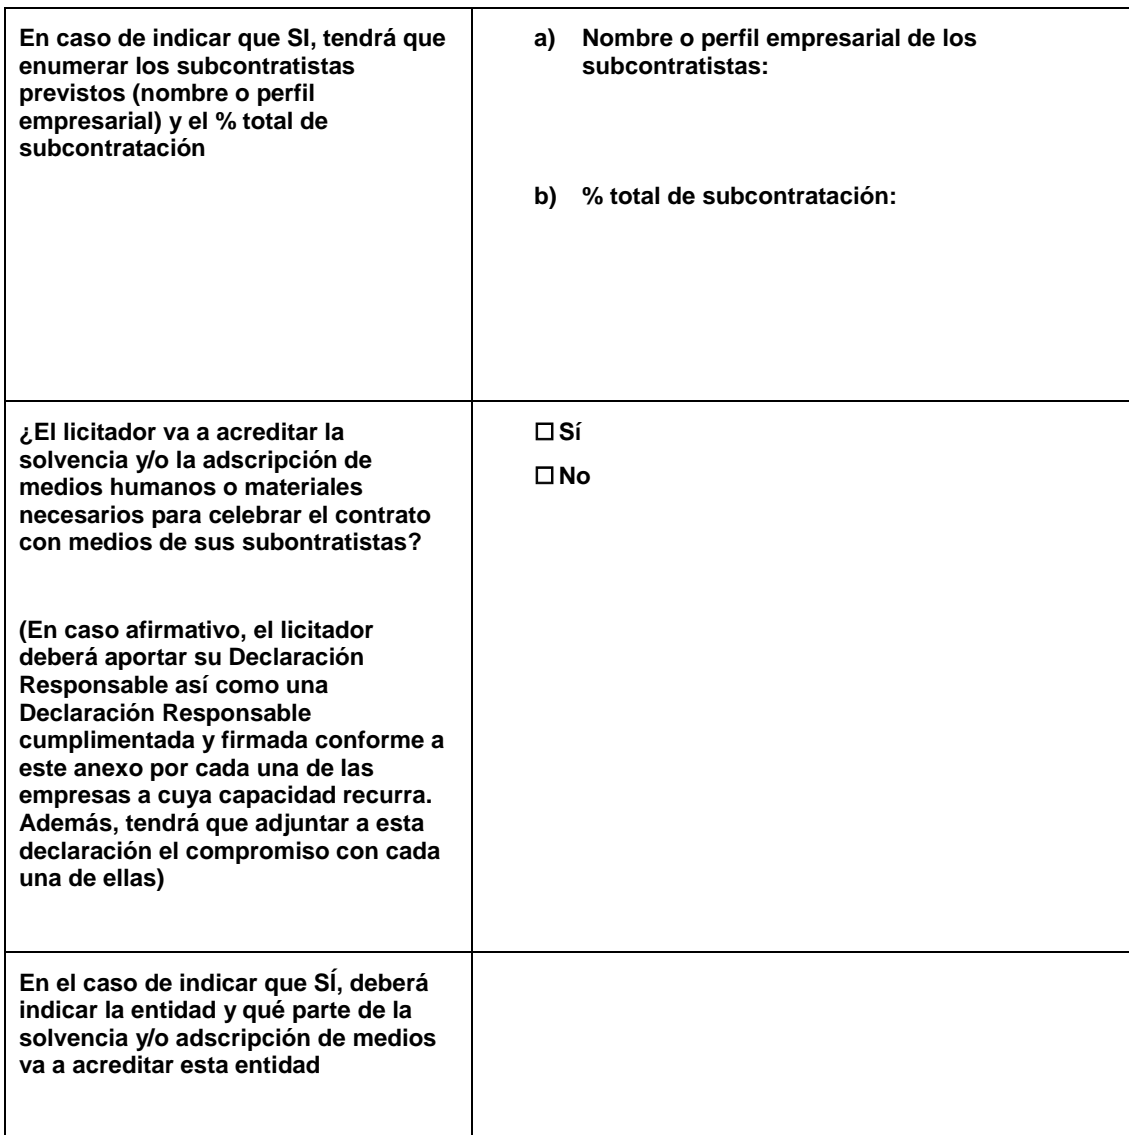 En caso de indicar que SI, tendrá que
enumerar los subcontratistas
previstos (nombre o perfil
empresarial) y el % total de
subcontratación
a) Nombre o perfil empresarial de los
subcontratistas:
b) % total de subcontratación:
¿El licitador va a acreditar la
solvencia y/o la adscripción de
medios humanos o materiales
necesarios para celebrar el contrato
con medios de sus subontratistas?
(En caso afirmativo, el licitador
deberá aportar su Declaración
Responsable así como una
Declaración Responsable
cumplimentada y firmada conforme a
este anexo por cada una de las
empresas a cuya capacidad recurra.
Además, tendrá que adjuntar a esta
declaración el compromiso con cada
una de ellas)
☐ Sí
☐ No
En el caso de indicar que SÍ, deberá
indicar la entidad y qué parte de la
solvencia y/o adscripción de medios
va a acreditar esta entidad